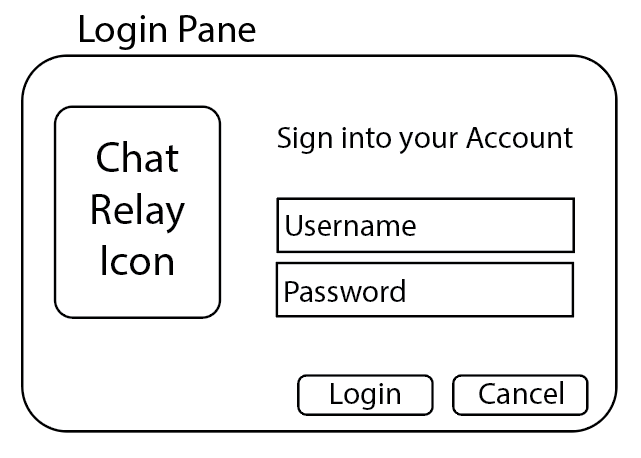 Login Pane
Chat
Relay
Icon
Sign into your Account
Username
Password
Login
Cancel